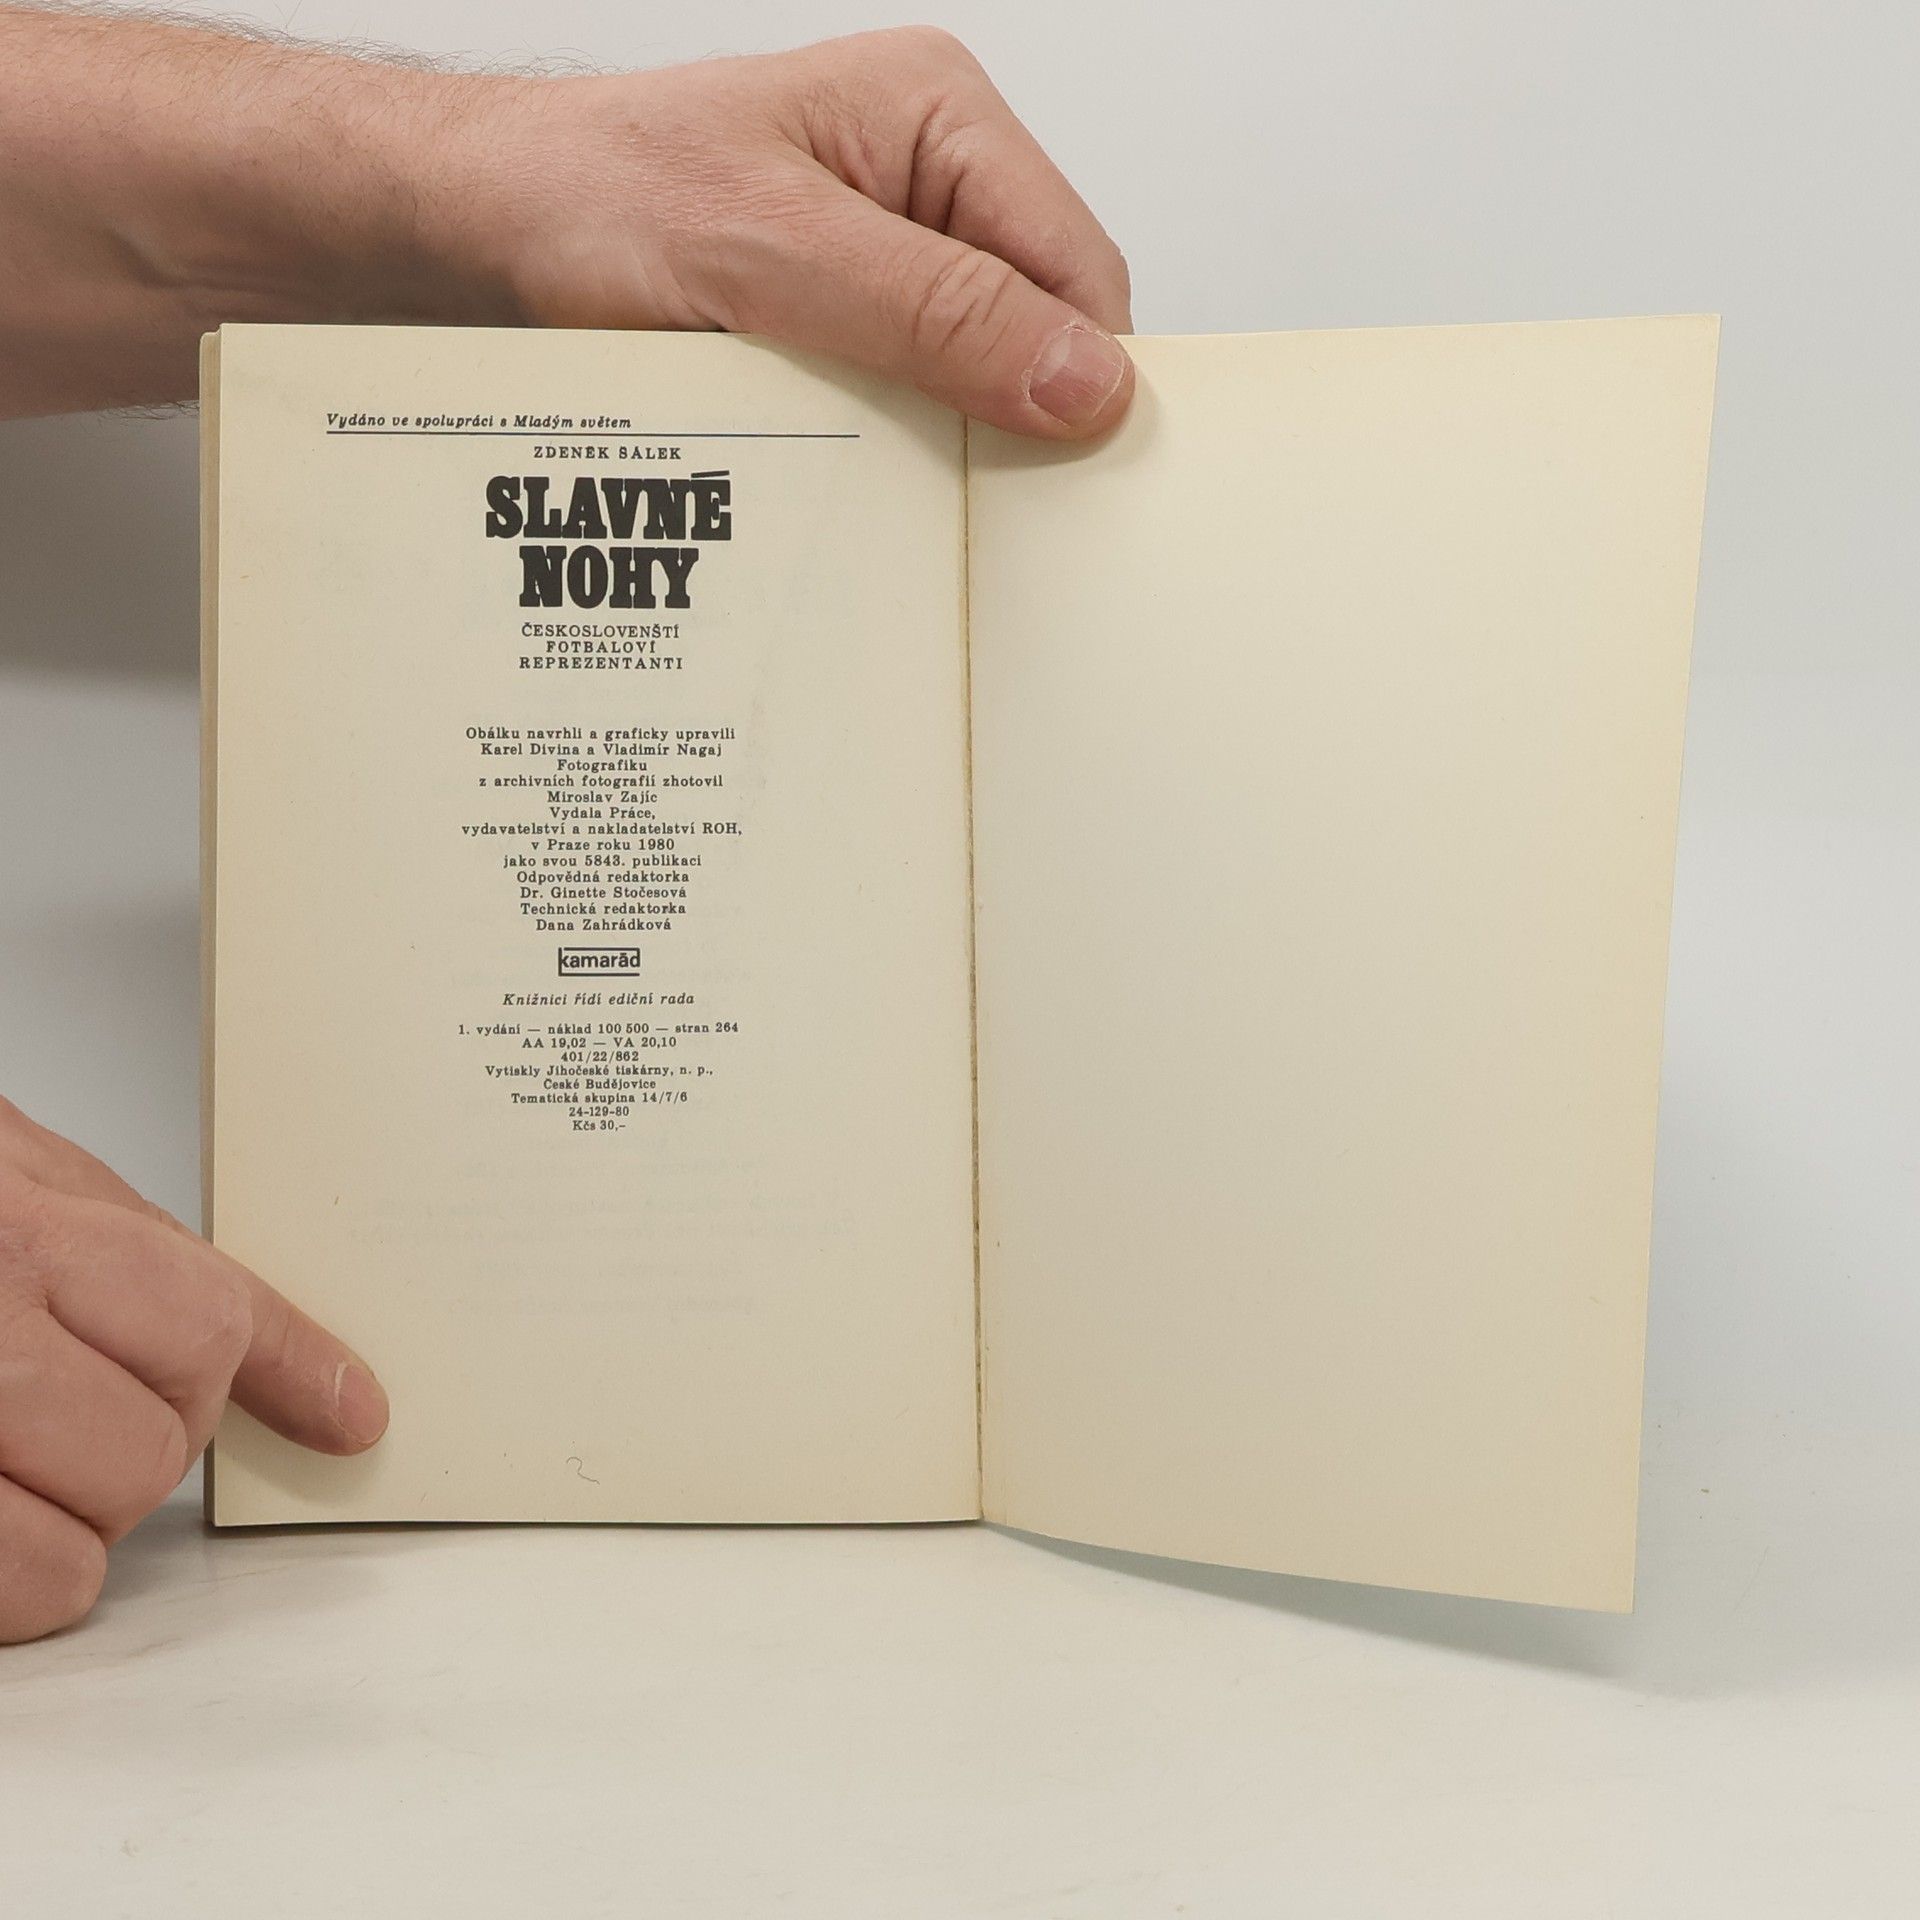 Vydáno ve spolupráci s Mladým světem
ZDENĚK ŠÁLEK
SLAVNÉ
NOHY
ČESKOSLOVENŠTÍ
FOTBALOVÍ
REPREZENTANTI
Obálku navrhli a graficky upravili
Karel Divina a Vladimír Nagaj
Fotografiku
z archivních fotografií zhotovil
Miroslav Zajíc
Vydala Práce,
vydavatelství a nakladatelství ROH,
v Praze roku 1980
jako svou 5843. publikaci
Odpovědná redaktorka
Dr. Ginette Stočesová
Technická redaktorka
Dana Zahrádková
kamarád
Knižnici řídí ediční rada
1. vydání — náklad 100 500 — stran 264
AA 19,02 — VA 20,10
401/22/862
Vytiskly Jihočeské tiskárny, n. p.,
České Budějovice
Tematická skupina 14/7/6
24-129-80
Kčs 30,-